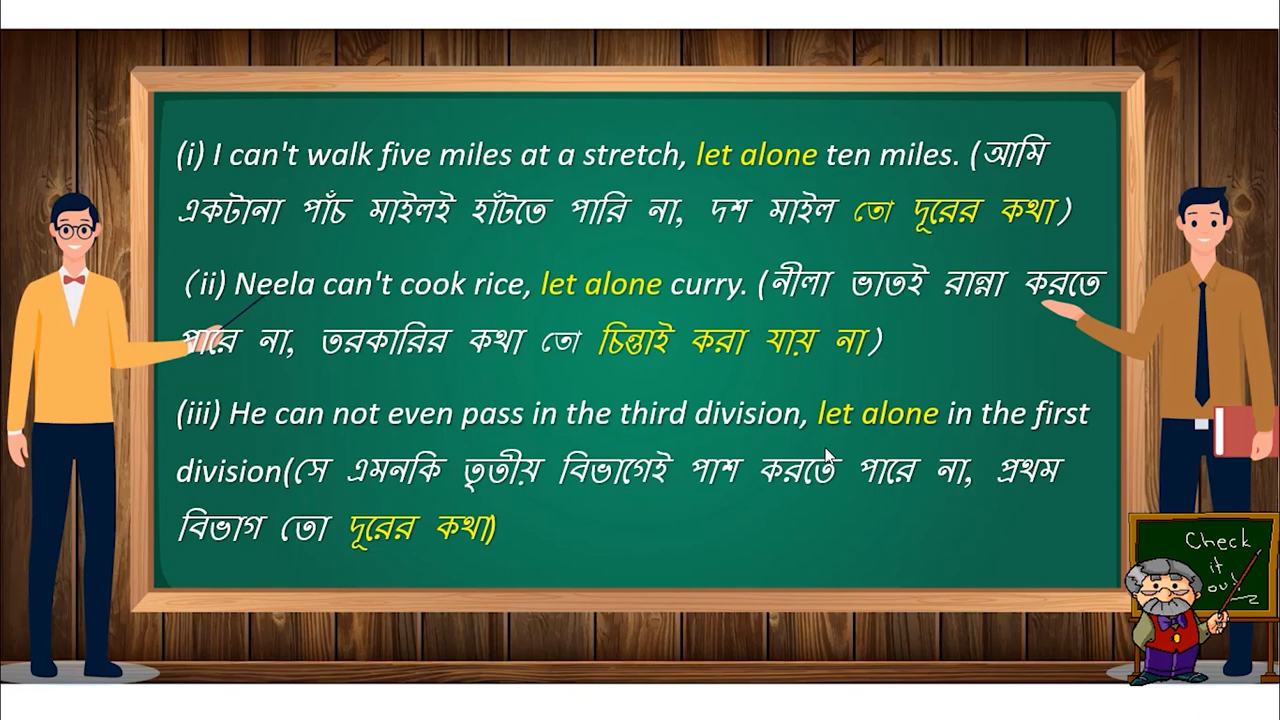 (i) I can't walk five miles at a stretch, let alone ten miles. (আমি
একটানা পাঁচ মাইলই হাঁটতে পারি না, দশ মাইল তো দূরের কথা)
(ii) Neela can't cook rice, let alone curry. (নীলা ভাতই রান্না করতে
পারে না, তরকারির কথা তো চিন্তাই করা যায় না)
(iii) He can not even pass in the third division, let alone in the first
division(সে এমনকি তৃতীয় বিভাগেই পাশ করতে পারে না, প্রথম
বিভাগ তো দূরের কথা)
Check
it
out!